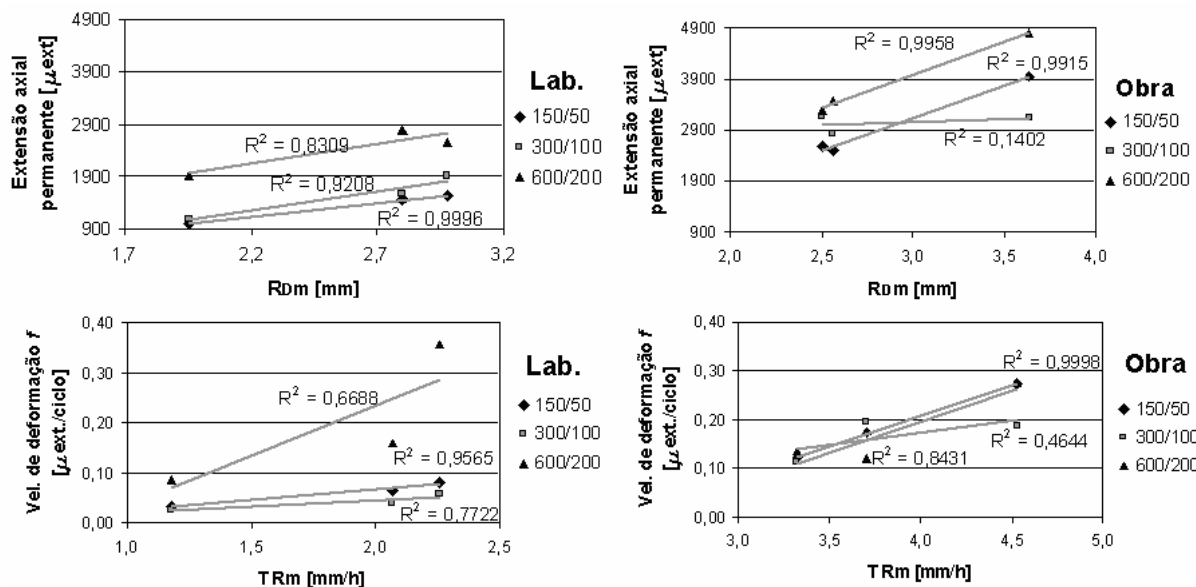 Extensão axial
permanente [μext]
4900
3900
2900
1900
900
R² = 0,8309
R² = 0,9208
R² = 0,9996
1,7
2,2
2,7
3,2
RDm [mm]
Lab.
150/50
300/100
600/200
Extensão axial
permanente [μext]
4900
3900
2900
1900
900
R² = 0,9958
R² = 0,9915
R² = 0,1402
2,0
2,5
3,0
3,5
4,0
RDm [mm]
Obra
150/50
300/100
600/200
Vel. de deformação f
[μext./ciclo]
0,40
0,30
0,20
0,10
0,00
R² = 0,6688
R² = 0,9565
R² = 0,7722
1,0
1,5
2,0
2,5
TRm [mm/h]
Lab.
150/50
300/100
600/200
Vel. de deformação f
[μext./ciclo]
0,40
0,30
0,20
0,10
0,00
R² = 0,9998
R² = 0,4644
R² = 0,8431
3,0
3,5
4,0
4,5
5,0
TRm [mm/h]
Obra
150/50
300/100
600/200